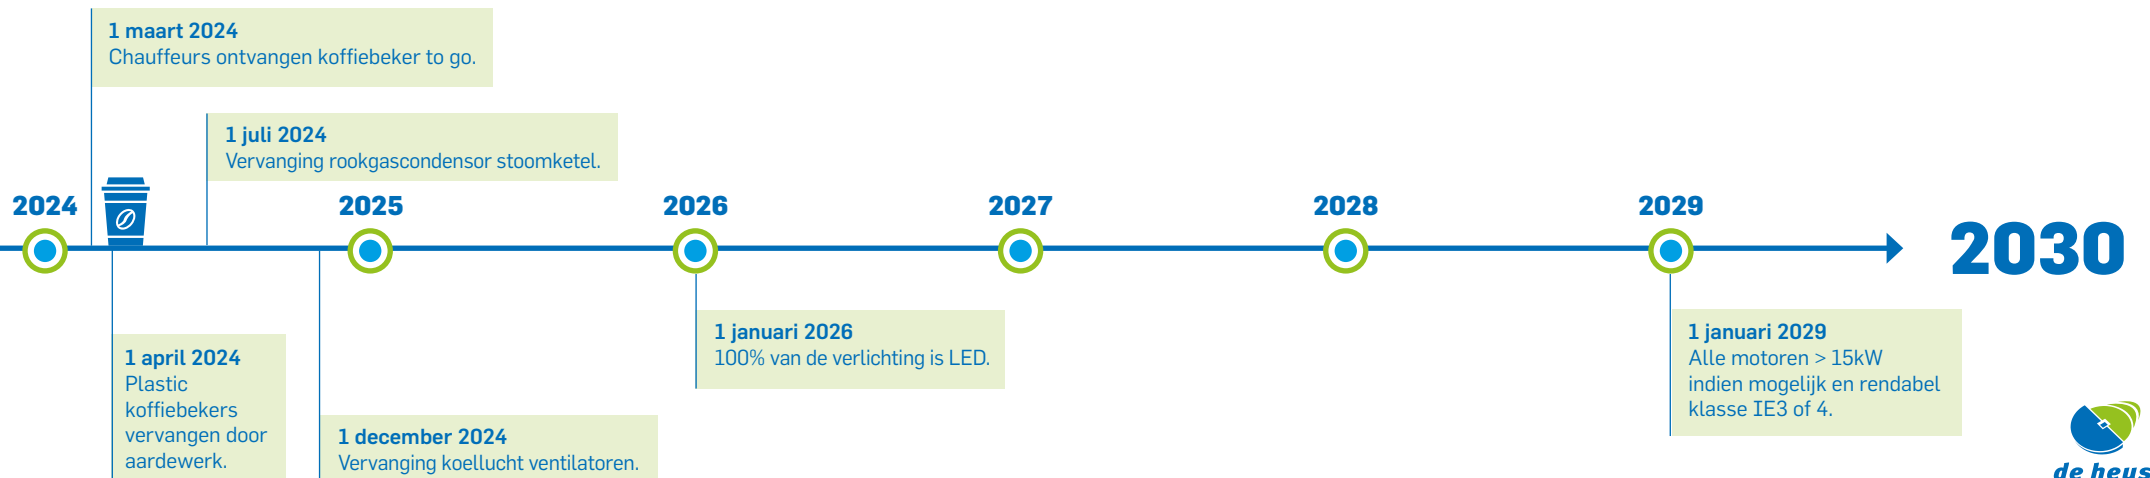 1 maart 2024
Chauffeurs ontvangen koffiebeker to go.
1 juli 2024
Vervanging rookgascondensor stoomketel.
2024
2025
2026
2027
2028
2029
2030
1 april 2024
Plastic
koffiebekers
vervangen door
aardewerk.
1 december 2024
Vervanging koellucht ventilatoren.
1 januari 2026
100% van de verlichting is LED.
1 januari 2029
Alle motoren > 15kW
indien mogelijk en rendabel
klasse IE3 of 4.
de heus